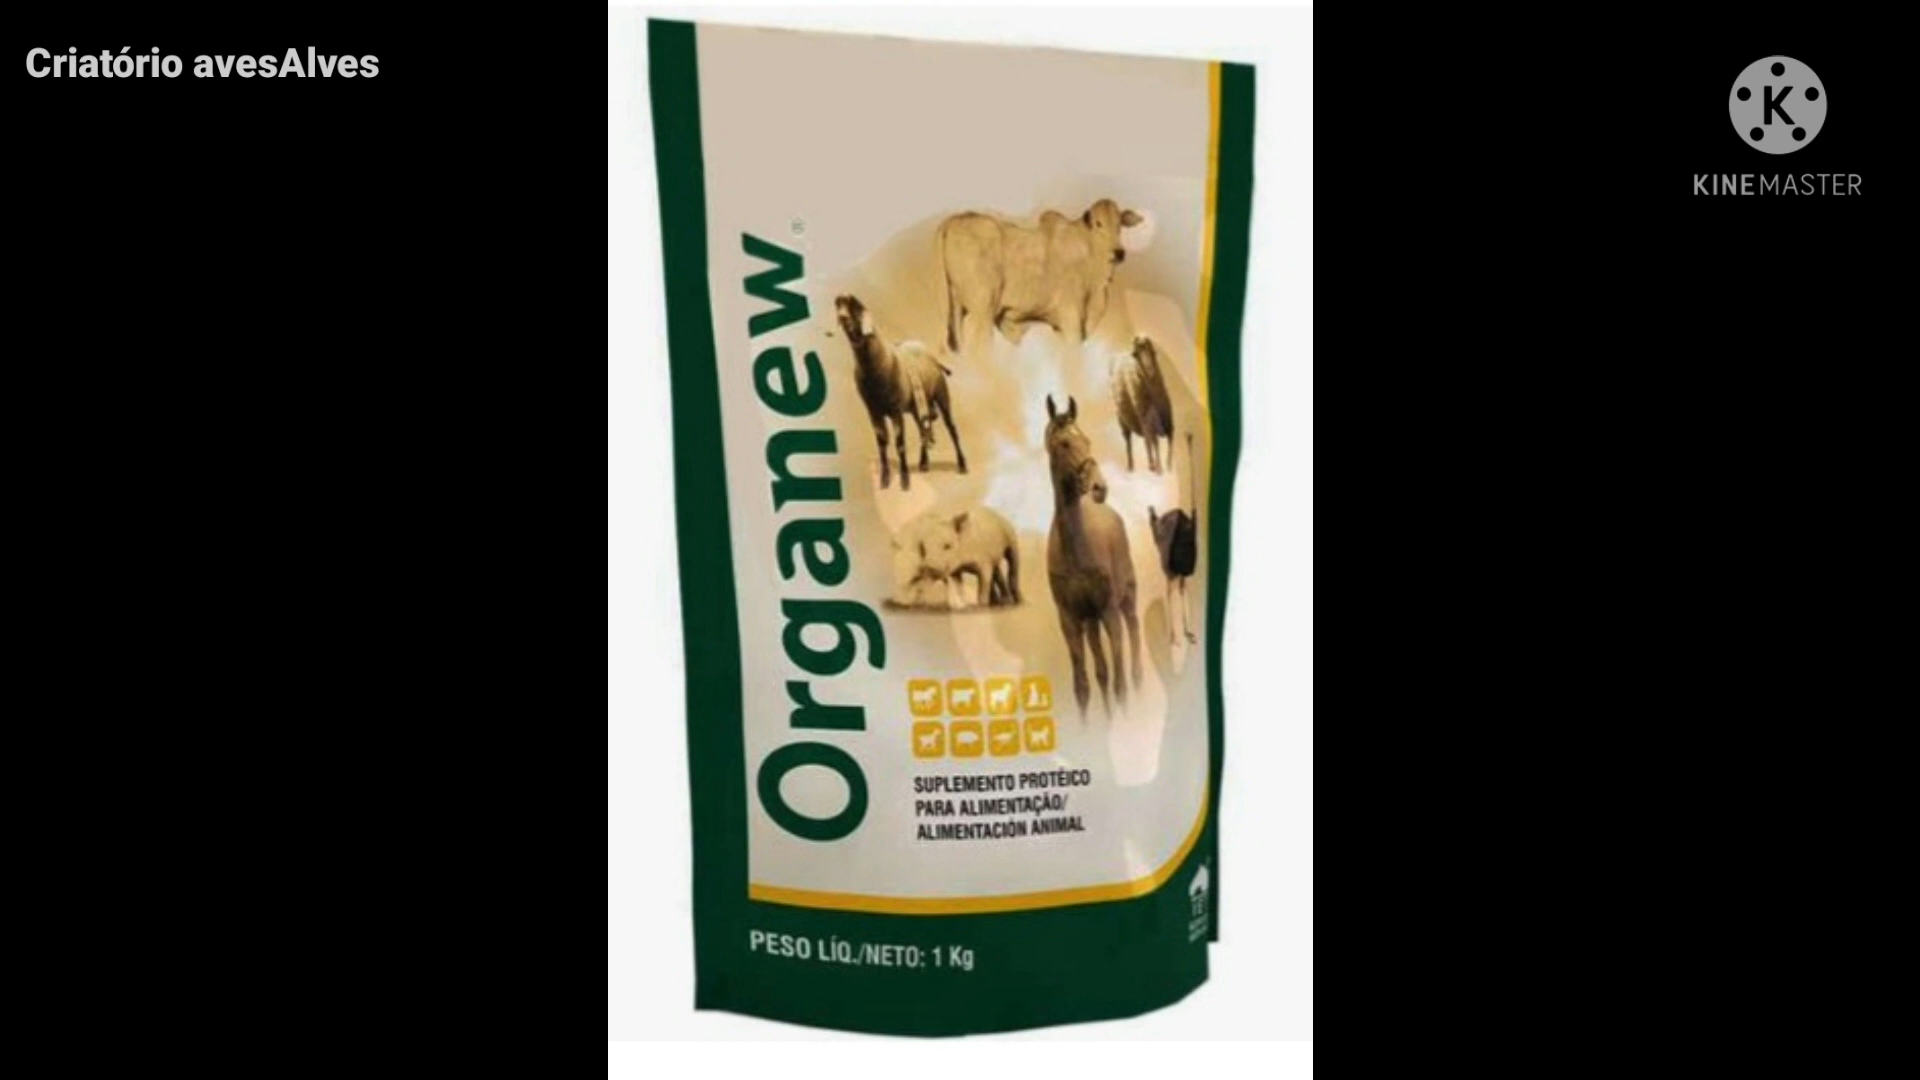 Criatório avesAlves
K
KINEMASTER
Organew®
SUPLEMENTO PROTÉICO
PARA ALIMENTAÇÃO/
ALIMENTACIÓN ANIMAL
PESO LÍQ./NETO: 1 Kg